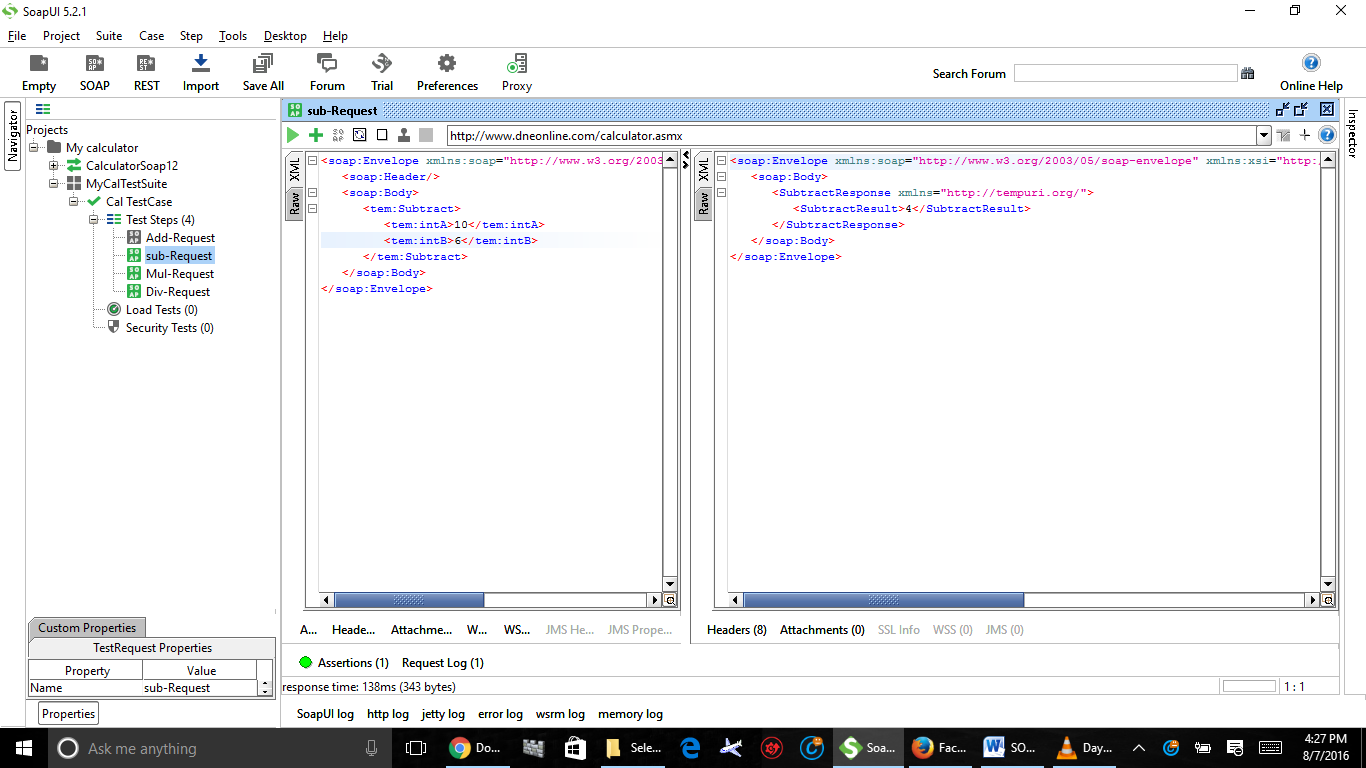 SoapUI 5.2.1
File Project Suite Case Step Tools Desktop Help
Empty SOAP REST Import Save All Forum Trial Preferences Proxy
Search Forum
Online Help
Navigator
Projects
My calculator
CalculatorSoap12
MyCalTestSuite
Cal TestCase
Test Steps (4)
Add-Request
sub-Request
Mul-Request
Div-Request
Load Tests (0)
Security Tests (0)
Custom Properties
TestRequest Properties
Property Value
Name sub-Request
Properties
sub-Request
http://www.dneonline.com/calculator.asmx
XML
Raw
<soap:Envelope xmlns:soap="http://www.w3.org/2003
<soap:Header/>
<soap:Body>
<tem:Subtract>
<tem:intA>10</tem:intA>
<tem:intB>6</tem:intB>
</tem:Subtract>
</soap:Body>
</soap:Envelope>
A... Heade... Attachme... W... WS... JMS He... JMS Prope...
XML
Raw
<soap:Envelope xmlns:soap="http://www.w3.org/2003/05/soap-envelope" xmlns:xsi="http:
<soap:Body>
<SubtractResponse xmlns="http://tempuri.org/">
<SubtractResult>4</SubtractResult>
</SubtractResponse>
</soap:Body>
</soap:Envelope>
Headers (8) Attachments (0) SSL Info WSS (0) JMS (0)
Inspector
Assertions (1) Request Log (1)
response time: 138ms (343 bytes)
1 : 1
SoapUI log http log jetty log error log wsrm log memory log
Ask me anything
Do... Sele... Soa... Fac... SO... Day...
4:27 PM
8/7/2016